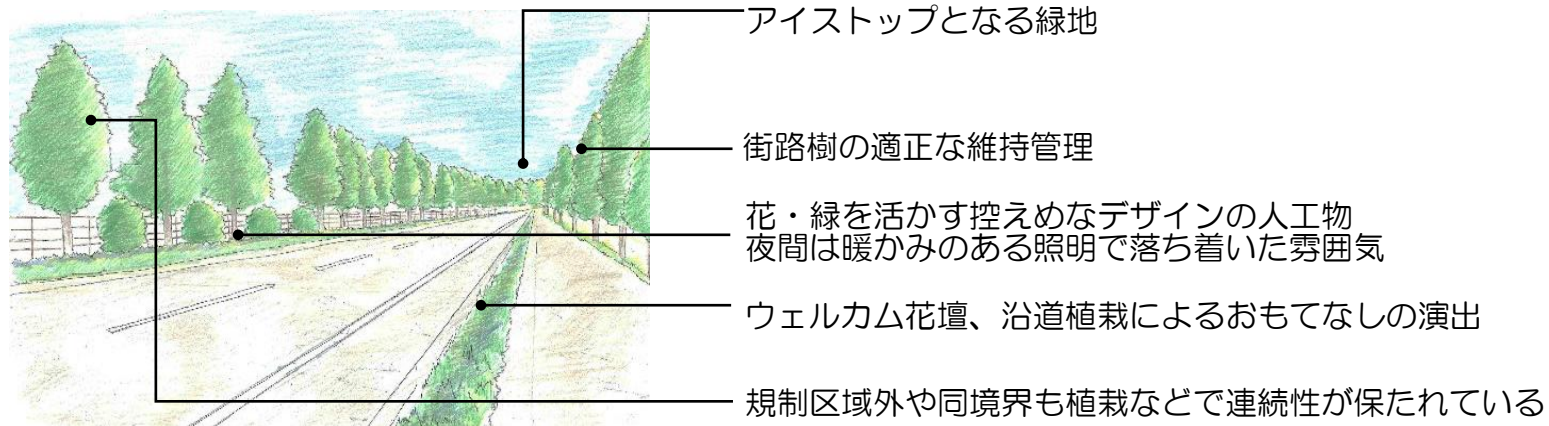 アイストップとなる緑地
街路樹の適正な維持管理
花・緑を活かす控えめなデザインの人工物
夜間は暖かみのある照明で落ち着いた雰囲気
ウェルカム花壇、沿道植栽によるおもてなしの演出
規制区域外や同境界も植栽などで連続性が保たれている